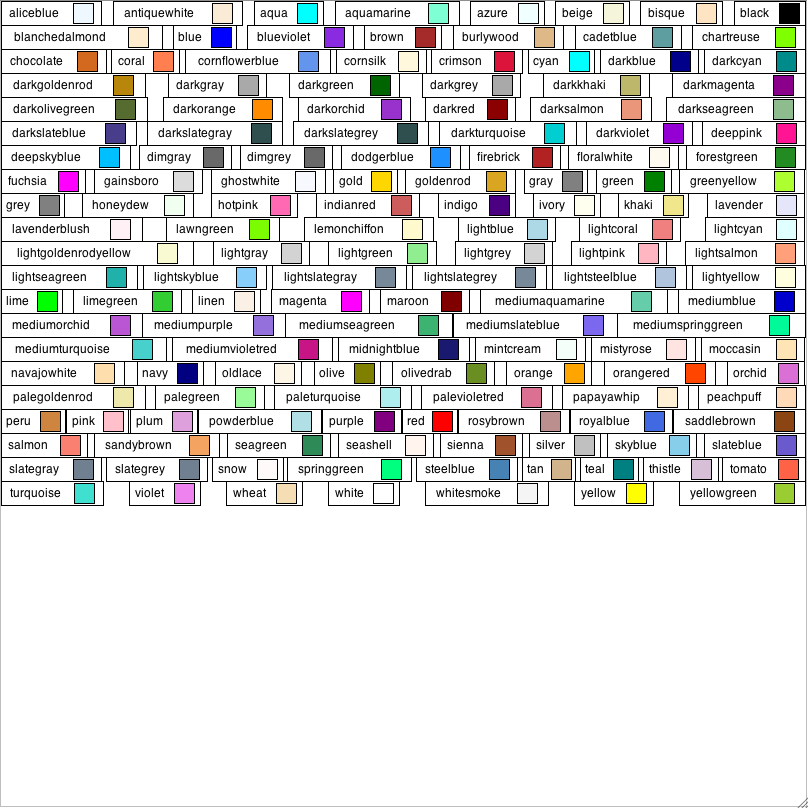 aliceblue antiquewhite aqua aquamarine azure beige bisque black
blanchedalmond blue blueviolet brown burlywood cadetblue chartreuse
chocolate coral cornflowerblue cornsilk crimson cyan darkblue darkcyan
darkgoldenrod darkgray darkgreen darkgrey darkkhaki darkmagenta
darkolivegreen darkorange darkorchid darkred darksalmon darkseagreen
darkslateblue darkslategray darkslategrey darkturquoise darkviolet deeppink
deepskyblue dimgray dimgrey dodgerblue firebrick floralwhite forestgreen
fuchsia gainsboro ghostwhite gold goldenrod gray green greenyellow
grey honeydew hotpink indianred indigo ivory khaki lavender
lavenderblush lawngreen lemonchiffon lightblue lightcoral lightcyan
lightgoldenrodyellow lightgray lightgreen lightgrey lightpink lightsalmon
lightseagreen lightskyblue lightslategray lightslategrey lightsteelblue lightyellow
lime limegreen linen magenta maroon mediumaquamarine mediumblue
mediumorchid mediumpurple mediumseagreen mediumslateblue mediumspringgreen
mediumturquoise mediumvioletred midnightblue mintcream mistyrose moccasin
navajowhite navy oldlace olive olivedrab orange orangered orchid
palegoldenrod palegreen paleturquoise palevioletred papayawhip peachpuff
peru pink plum powderblue purple red rosybrown royalblue saddlebrown
salmon sandybrown seagreen seashell sienna silver skyblue slateblue
slategray slategrey snow springgreen steelblue tan teal thistle tomato
turquoise violet wheat white whitesmoke yellow yellowgreen